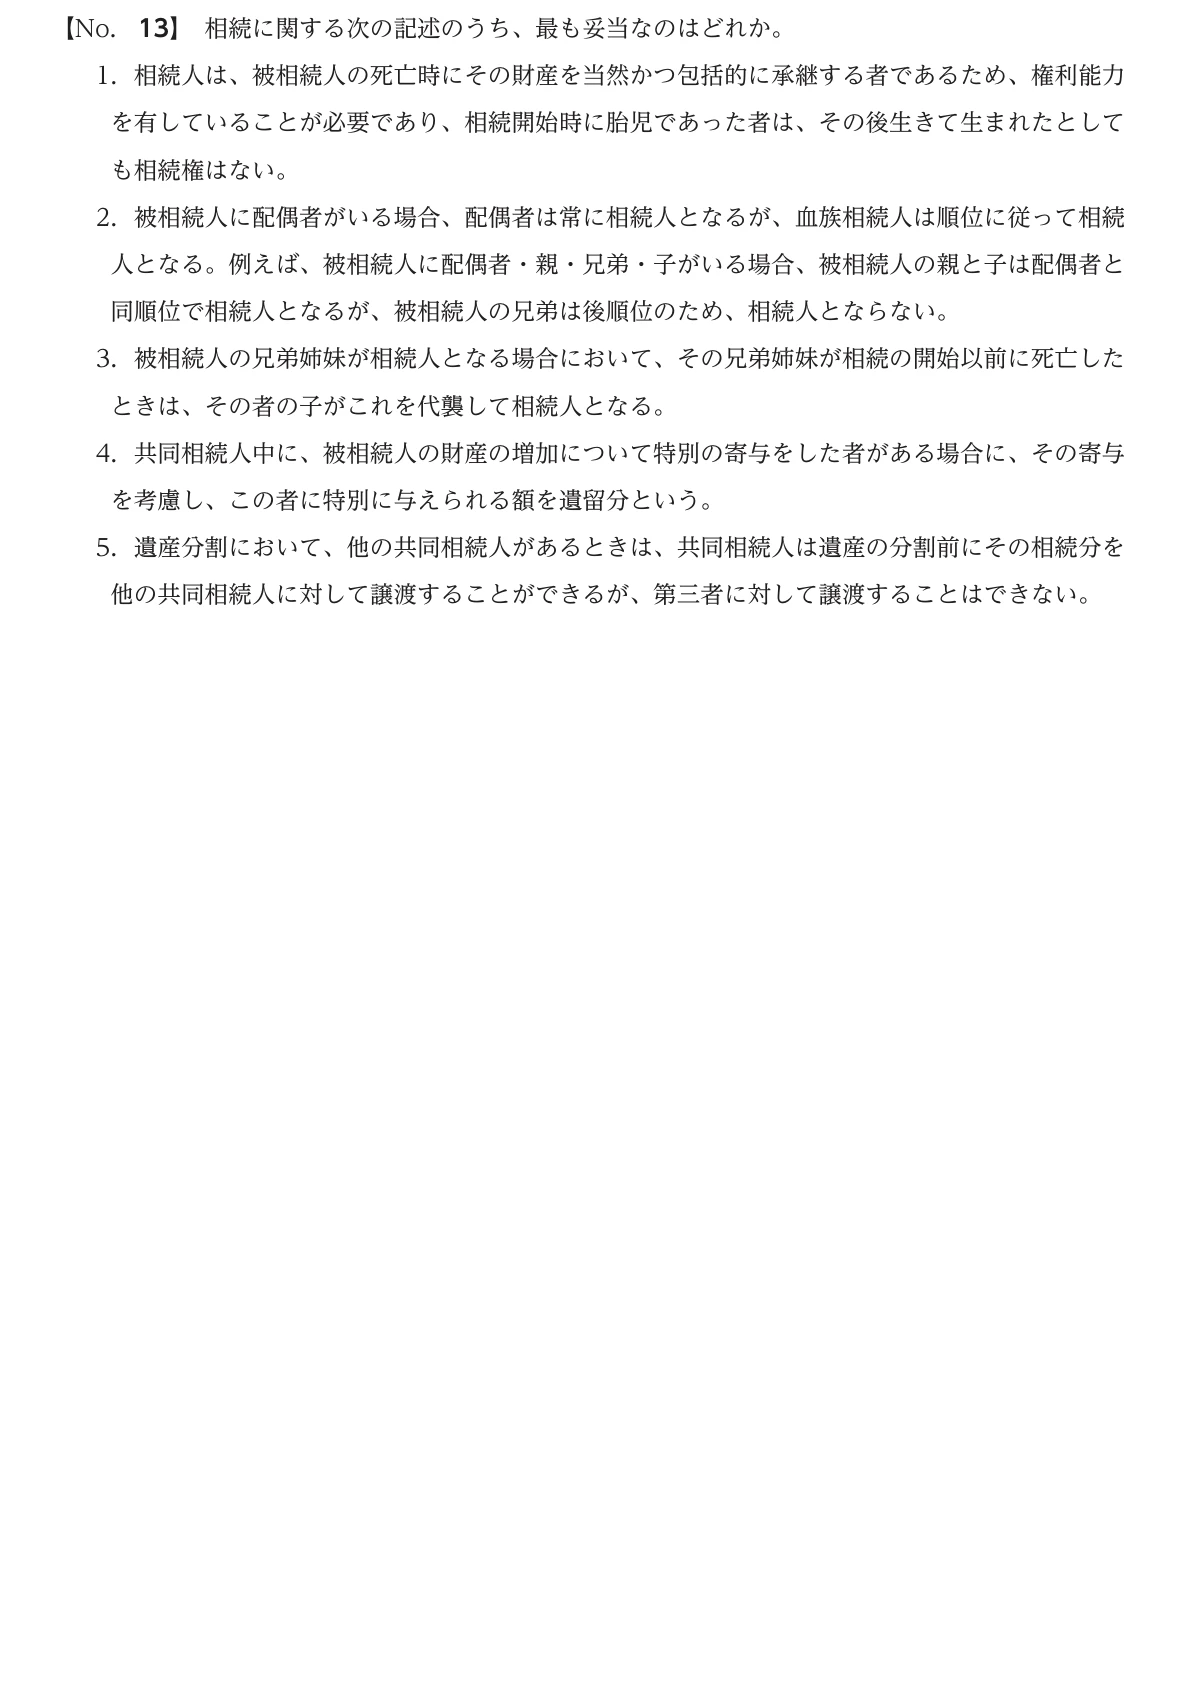 【No. 13】 相続に関する次の記述のうち、最も妥当なのはどれか。
1. 相続人は、被相続人の死亡時にその財産を当然かつ包括的に承継する者であるため、権利能力
を有していることが必要であり、相続開始時に胎児であった者は、その後生きて生まれたとして
も相続権はない。
2. 被相続人に配偶者がいる場合、配偶者は常に相続人となるが、血族相続人は順位に従って相続
人となる。例えば、被相続人に配偶者・親・兄弟・子がいる場合、被相続人の親と子は配偶者と
同順位で相続人となるが、被相続人の兄弟は後順位のため、相続人とならない。
3. 被相続人の兄弟姉妹が相続人となる場合において、その兄弟姉妹が相続の開始以前に死亡した
ときは、その者の子がこれを代襲して相続人となる。
4. 共同相続人中に、被相続人の財産の増加について特別の寄与をした者がある場合に、その寄与
を考慮し、この者に特別に与えられる額を遺留分という。
5. 遺産分割において、他の共同相続人があるときは、共同相続人は遺産の分割前にその相続分を
他の共同相続人に対して譲渡することができるが、第三者に対して譲渡することはできない。